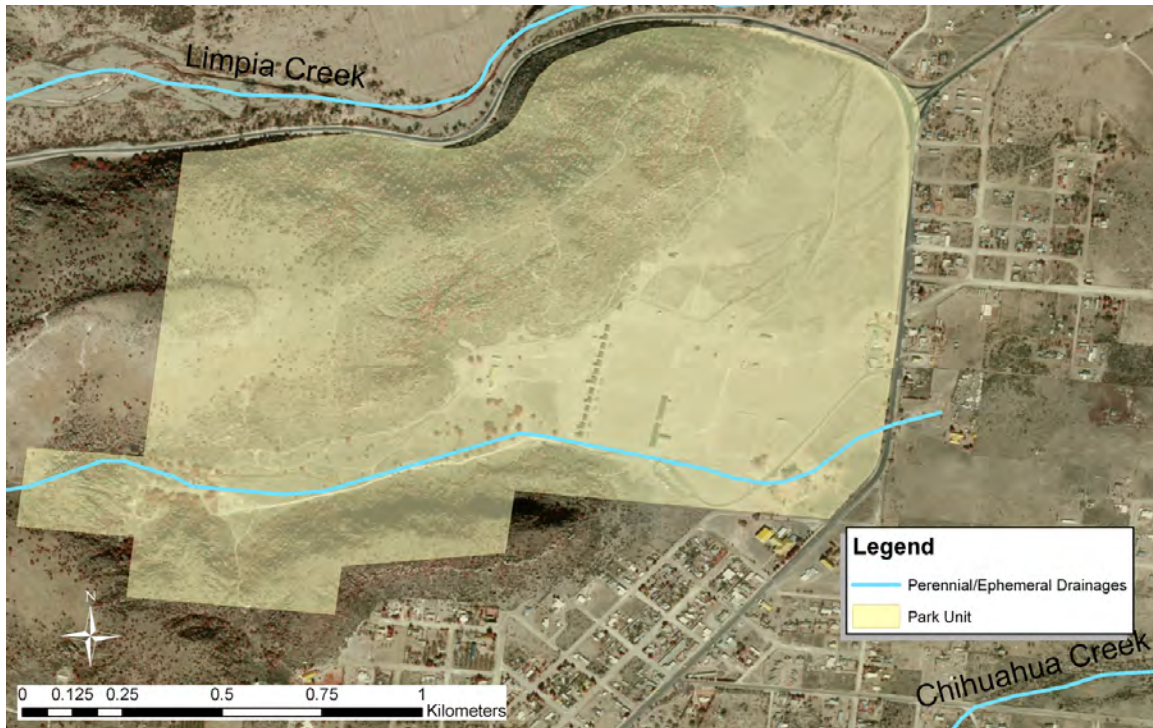 Limpia Creek
Legend
Perennial/Ephemeral Drainages
Park Unit
N
0 0.125 0.25 0.5 0.75 1
Kilometers
Chihuahua Creek